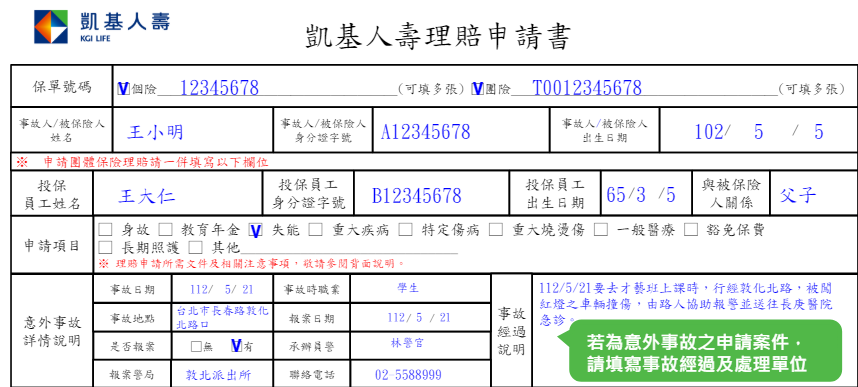 凱基人壽
KGI LIFE
凱基人壽理賠申請書
保單號碼 V個險 12345678 (可填多張) V團險 T0012345678 (可填多張)
事故人/被保險人姓名 王小明 事故人/被保險人身分證字號 A12345678 事故人/被保險人出生日期 102/ 5 / 5
※ 申請團體保險理賠請一併填寫以下欄位
投保員工姓名 王大仁 投保員工身分證字號 B12345678 投保員工出生日期 65/3 /5 與被保險人關係 父子
申請項目 □ 身故 □ 教育年金 V 失能 □ 重大疾病 □ 特定傷病 □ 重大燒燙傷 □ 一般醫療 □ 豁免保費
□ 長期照護 □ 其他
※ 理賠申請所需文件及相關注意事項，敬請參閱背面說明。
意外事故詳情說明
事故日期 112/ 5/ 21 事故時職業 學生
事故地點 台北市長春路敦化北路口 報案日期 112/ 5 / 21
是否報案 □無 V有 承辦員警 林警官
報案警局 敦北派出所 聯絡電話 02-5588999
事故經過說明
112/5/21要去才藝班上課時，行經敦化北路，被闖
紅燈之車輛撞傷，由路人協助報警並送往長庚醫院
急診。
若為意外事故之申請案件，
請填寫事故經過及處理單位